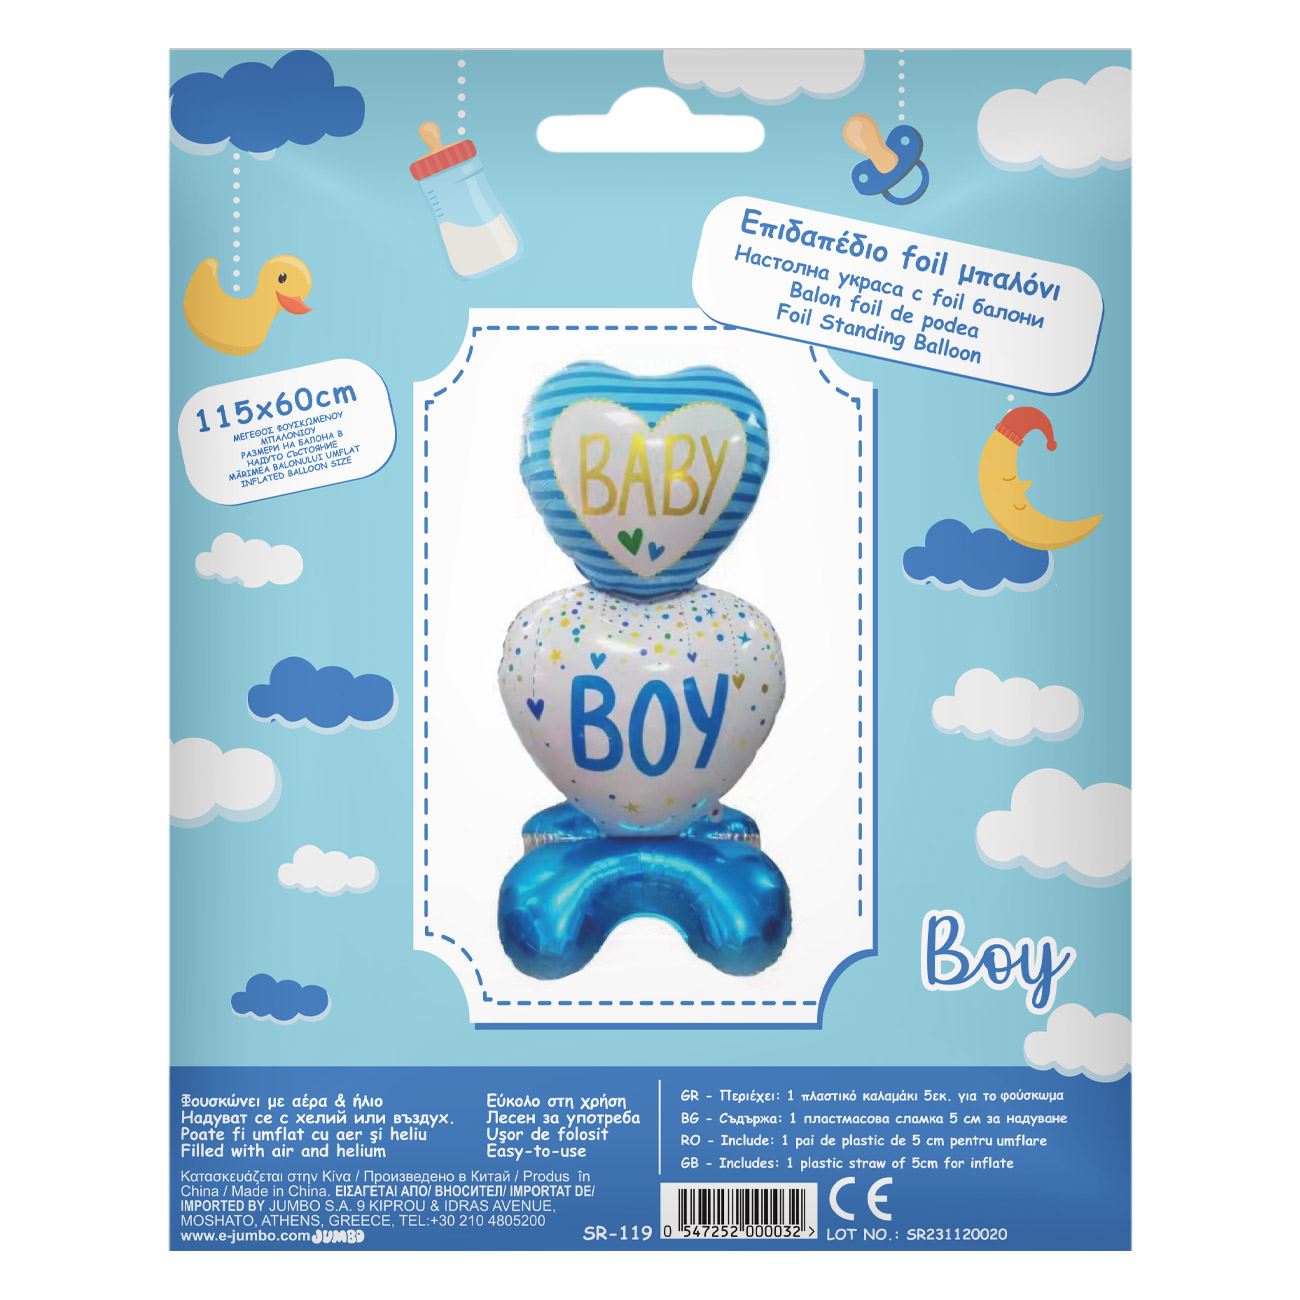 Επιδαπέδιο foil μπαλόνι
Настолна украса с foil балони
Balon foil de podea
Foil Standing Balloon
115x60cm
ΜΕΓΕΘΟΣ ΦΟΥΣΚΩΜΕΝΟΥ
ΜΠΑΛΟΝΙΟΥ
РАЗМЕРИ НА БАЛОНА В
НАДУТО СЪСТОЯНИЕ
MĂRIMEA BALONULUI UMFLAT
INFLATED BALLOON SIZE
BABY
BOY
Boy
Φουσκώνει με αέρα & ήλιο
Надуват се с хелий или въздух.
Poate fi umflat cu aer şi heliu
Filled with air and helium
Εύκολο στη χρήση
Лесен за употреба
Uşor de folosit
Easy-to-use
GR - Περιέχει: 1 πλαστικό καλαμάκι 5εκ. για το φούσκωμα
BG - Съдържа: 1 пластмасова сламка 5 см за надуване
RO - Include: 1 pai de plastic de 5 cm pentru umflare
GB - Includes: 1 plastic straw of 5cm for inflate
Κατασκευάζεται στην Κίνα / Произведено в Китай / Produs în
China / Made in China. ΕΙΣΑΓΕΤΑΙ ΑΠΟ/ ВНОСИТЕЛ/ IMPORTAT DE/
IMPORTED BY JUMBO S.A. 9 KIPROU & IDRAS AVENUE,
MOSHATO, ATHENS, GREECE, TEL:+30 210 4805200
www.e-jumbo.com JUMBO
SR-119
0 547252 000032 >
CE
LOT NO.: SR231120020